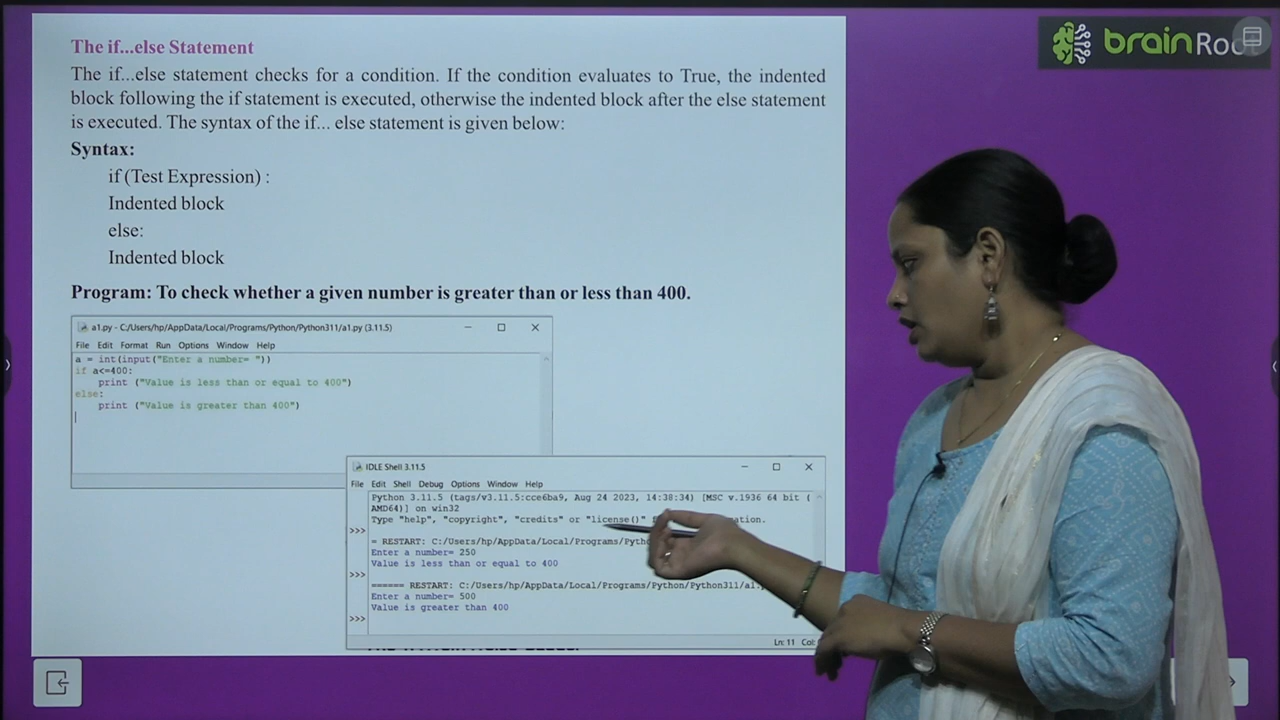 The if...else Statement
The if...else statement checks for a condition. If the condition evaluates to True, the indented
block following the if statement is executed, otherwise the indented block after the else statement
is executed. The syntax of the if... else statement is given below:
Syntax:
if (Test Expression) :
Indented block
else:
Indented block
Program: To check whether a given number is greater than or less than 400.
a1.py - C:/Users/hp/AppData/Local/Programs/Python/Python311/a1.py (3.11.5)
File Edit Format Run Options Window Help
a = int(input("Enter a number= "))
if a<=400:
print ("Value is less than or equal to 400")
else:
print ("Value is greater than 400")
IDLE Shell 3.11.5
File Edit Shell Debug Options Window Help
Python 3.11.5 (tags/v3.11.5:cce6ba9, Aug 24 2023, 14:38:34) [MSC v.1936 64 bit (
AMD64)] on win32
Type "help", "copyright", "credits" or "license()"
>>>
= RESTART: C:/Users/hp/AppData/Local/Programs/
Enter a number= 250
Value is less than or equal to 400
>>>
====== RESTART: C:/Users/hp/AppData/Local/Programs/Python/Python311/a1.
Enter a number= 500
Value is greater than 400
>>>
Ln: 11 Col:
brain